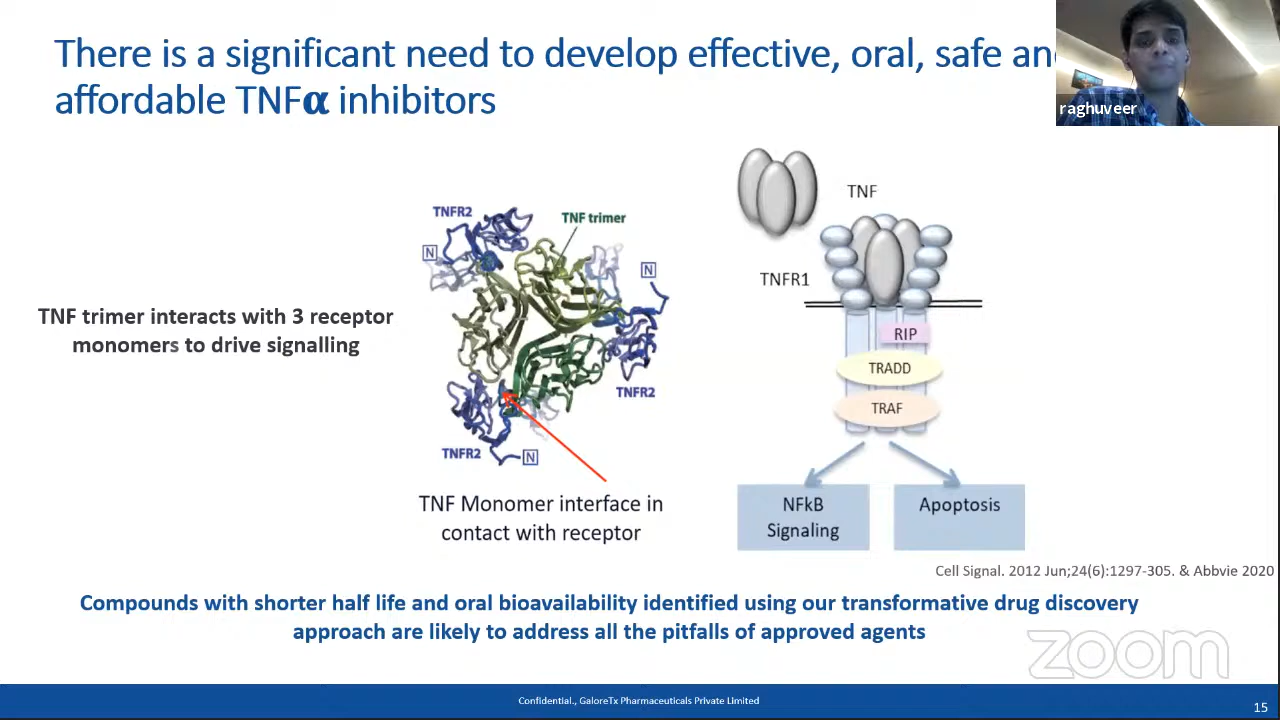 There is a significant need to develop effective, oral, safe an
affordable TNFα inhibitors
raghuveer
TNF trimer interacts with 3 receptor
monomers to drive signalling
TNFR2
TNF trimer
N
N
TNFR2
TNFR2
N
TNF Monomer interface in
contact with receptor
TNF
TNFR1
RIP
TRADD
TRAF
NFkB
Signaling
Apoptosis
Cell Signal. 2012 Jun;24(6):1297-305. & Abbvie 2020
Compounds with shorter half life and oral bioavailability identified using our transformative drug discovery
approach are likely to address all the pitfalls of approved agents
zoom
Confidential., GaloreTx Pharmaceuticals Private Limited
15